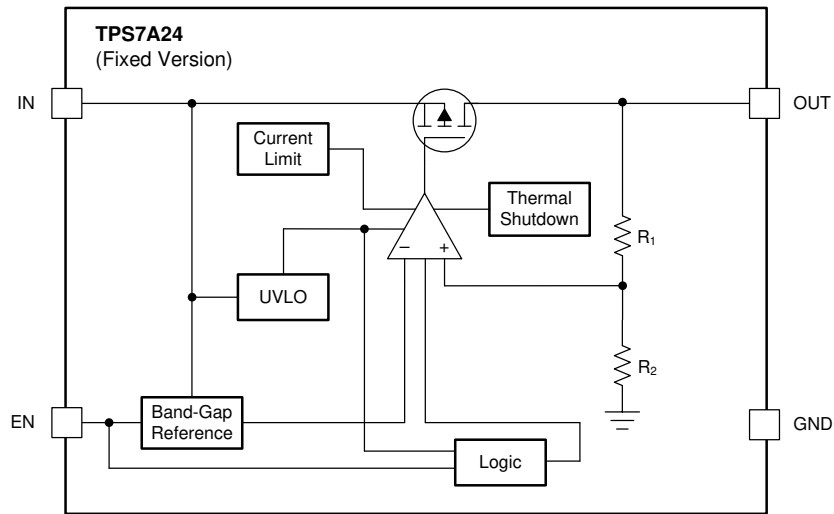 TPS7A24
(Fixed Version)
IN
OUT
Current
Limit
Thermal
Shutdown
R₁
− +
UVLO
R₂
EN
Band-Gap
Reference
GND
Logic